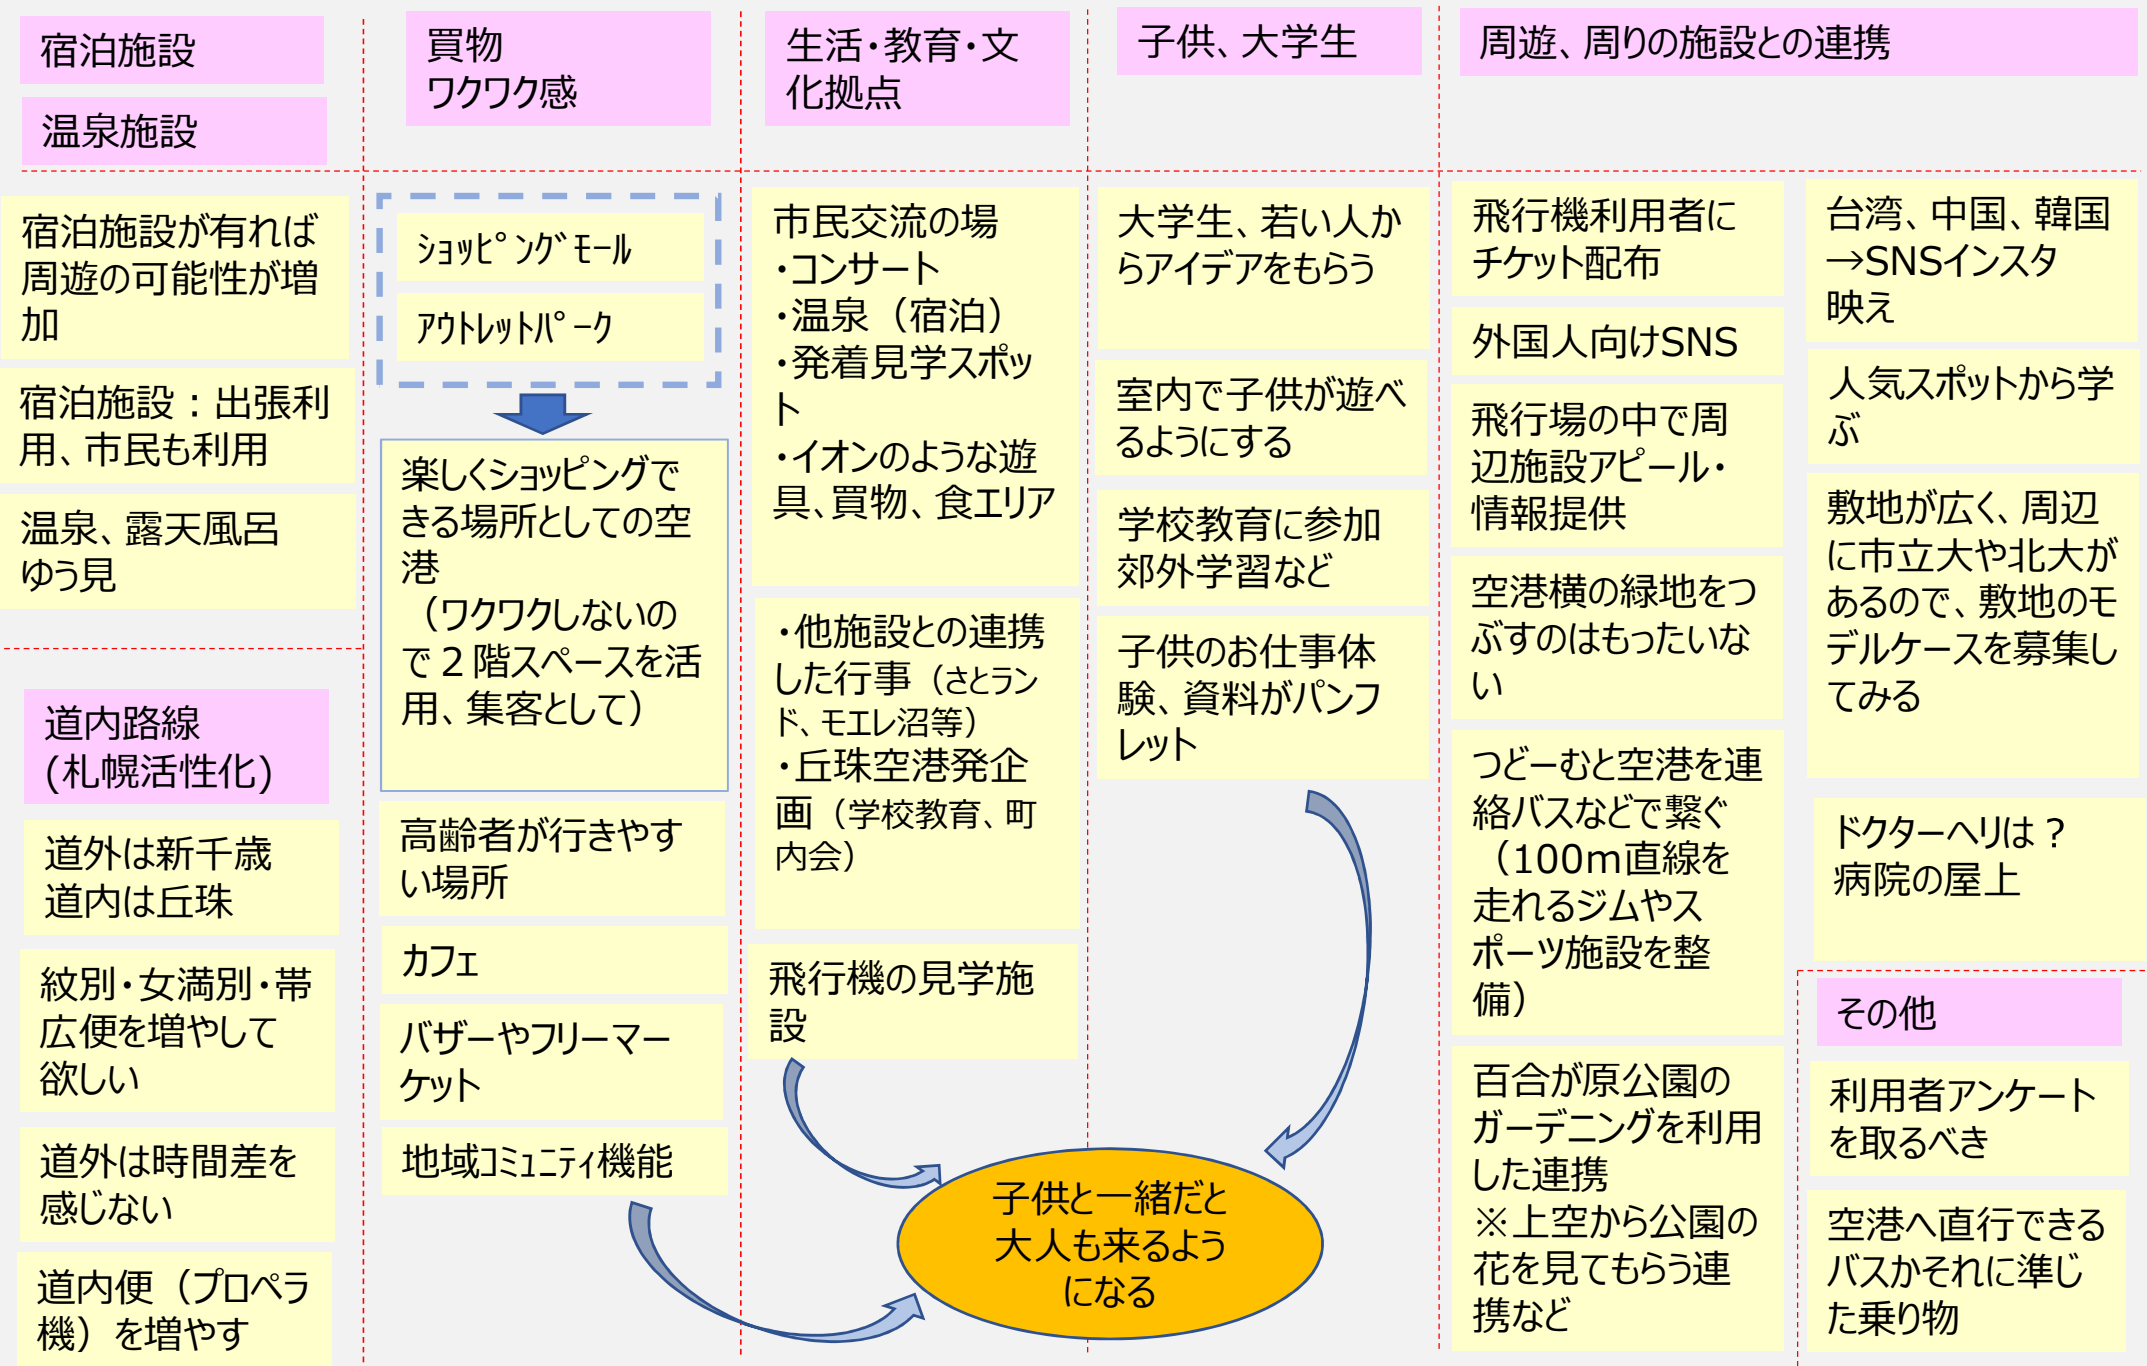 宿泊施設
温泉施設
宿泊施設が有れば
周遊の可能性が増
加
宿泊施設：出張利
用、市民も利用
温泉、露天風呂
ゆう見
道内路線
(札幌活性化)
道外は新千歳
道内は丘珠
紋別・女満別・帯
広便を増やして
欲しい
道外は時間差を
感じない
道内便（プロペラ
機）を増やす
買物
ワクワク感
ｼｮｯﾋﾟﾝｸﾞﾓｰﾙ
ｱｳﾄﾚｯﾄﾊﾟｰｸ
楽しくショッピングで
きる場所としての空
港
（ワクワクしないの
で２階スペースを活
用、集客として）
高齢者が行きやす
い場所
カフェ
バザーやフリーマー
ケット
地域ｺﾐｭﾆﾃｨ機能
生活・教育・文
化拠点
市民交流の場
・コンサート
・温泉（宿泊）
・発着見学スポッ
ト
・イオンのような遊
具、買物、食エリア
・他施設との連携
した行事（さとラン
ド、モエレ沼等）
・丘珠空港発企
画（学校教育、町
内会）
飛行機の見学施
設
子供、大学生
大学生、若い人か
らアイデアをもらう
室内で子供が遊べ
るようにする
学校教育に参加
郊外学習など
子供のお仕事体
験、資料がパンフ
レット
子供と一緒だと
大人も来るよう
になる
周遊、周りの施設との連携
飛行機利用者に
チケット配布
外国人向けSNS
飛行場の中で周
辺施設アピール・
情報提供
空港横の緑地をつ
ぶすのはもったいな
い
つどーむと空港を連
絡バスなどで繋ぐ
（100m直線を
走れるジムやス
ポーツ施設を整
備）
百合が原公園の
ガーデニングを利用
した連携
※上空から公園の
花を見てもらう連
携など
台湾、中国、韓国
→SNSインスタ
映え
人気スポットから学
ぶ
敷地が広く、周辺
に市立大や北大が
あるので、敷地のモ
デルケースを募集し
てみる
ドクターヘリは？
病院の屋上
その他
利用者アンケート
を取るべき
空港へ直行できる
バスかそれに準じ
た乗り物